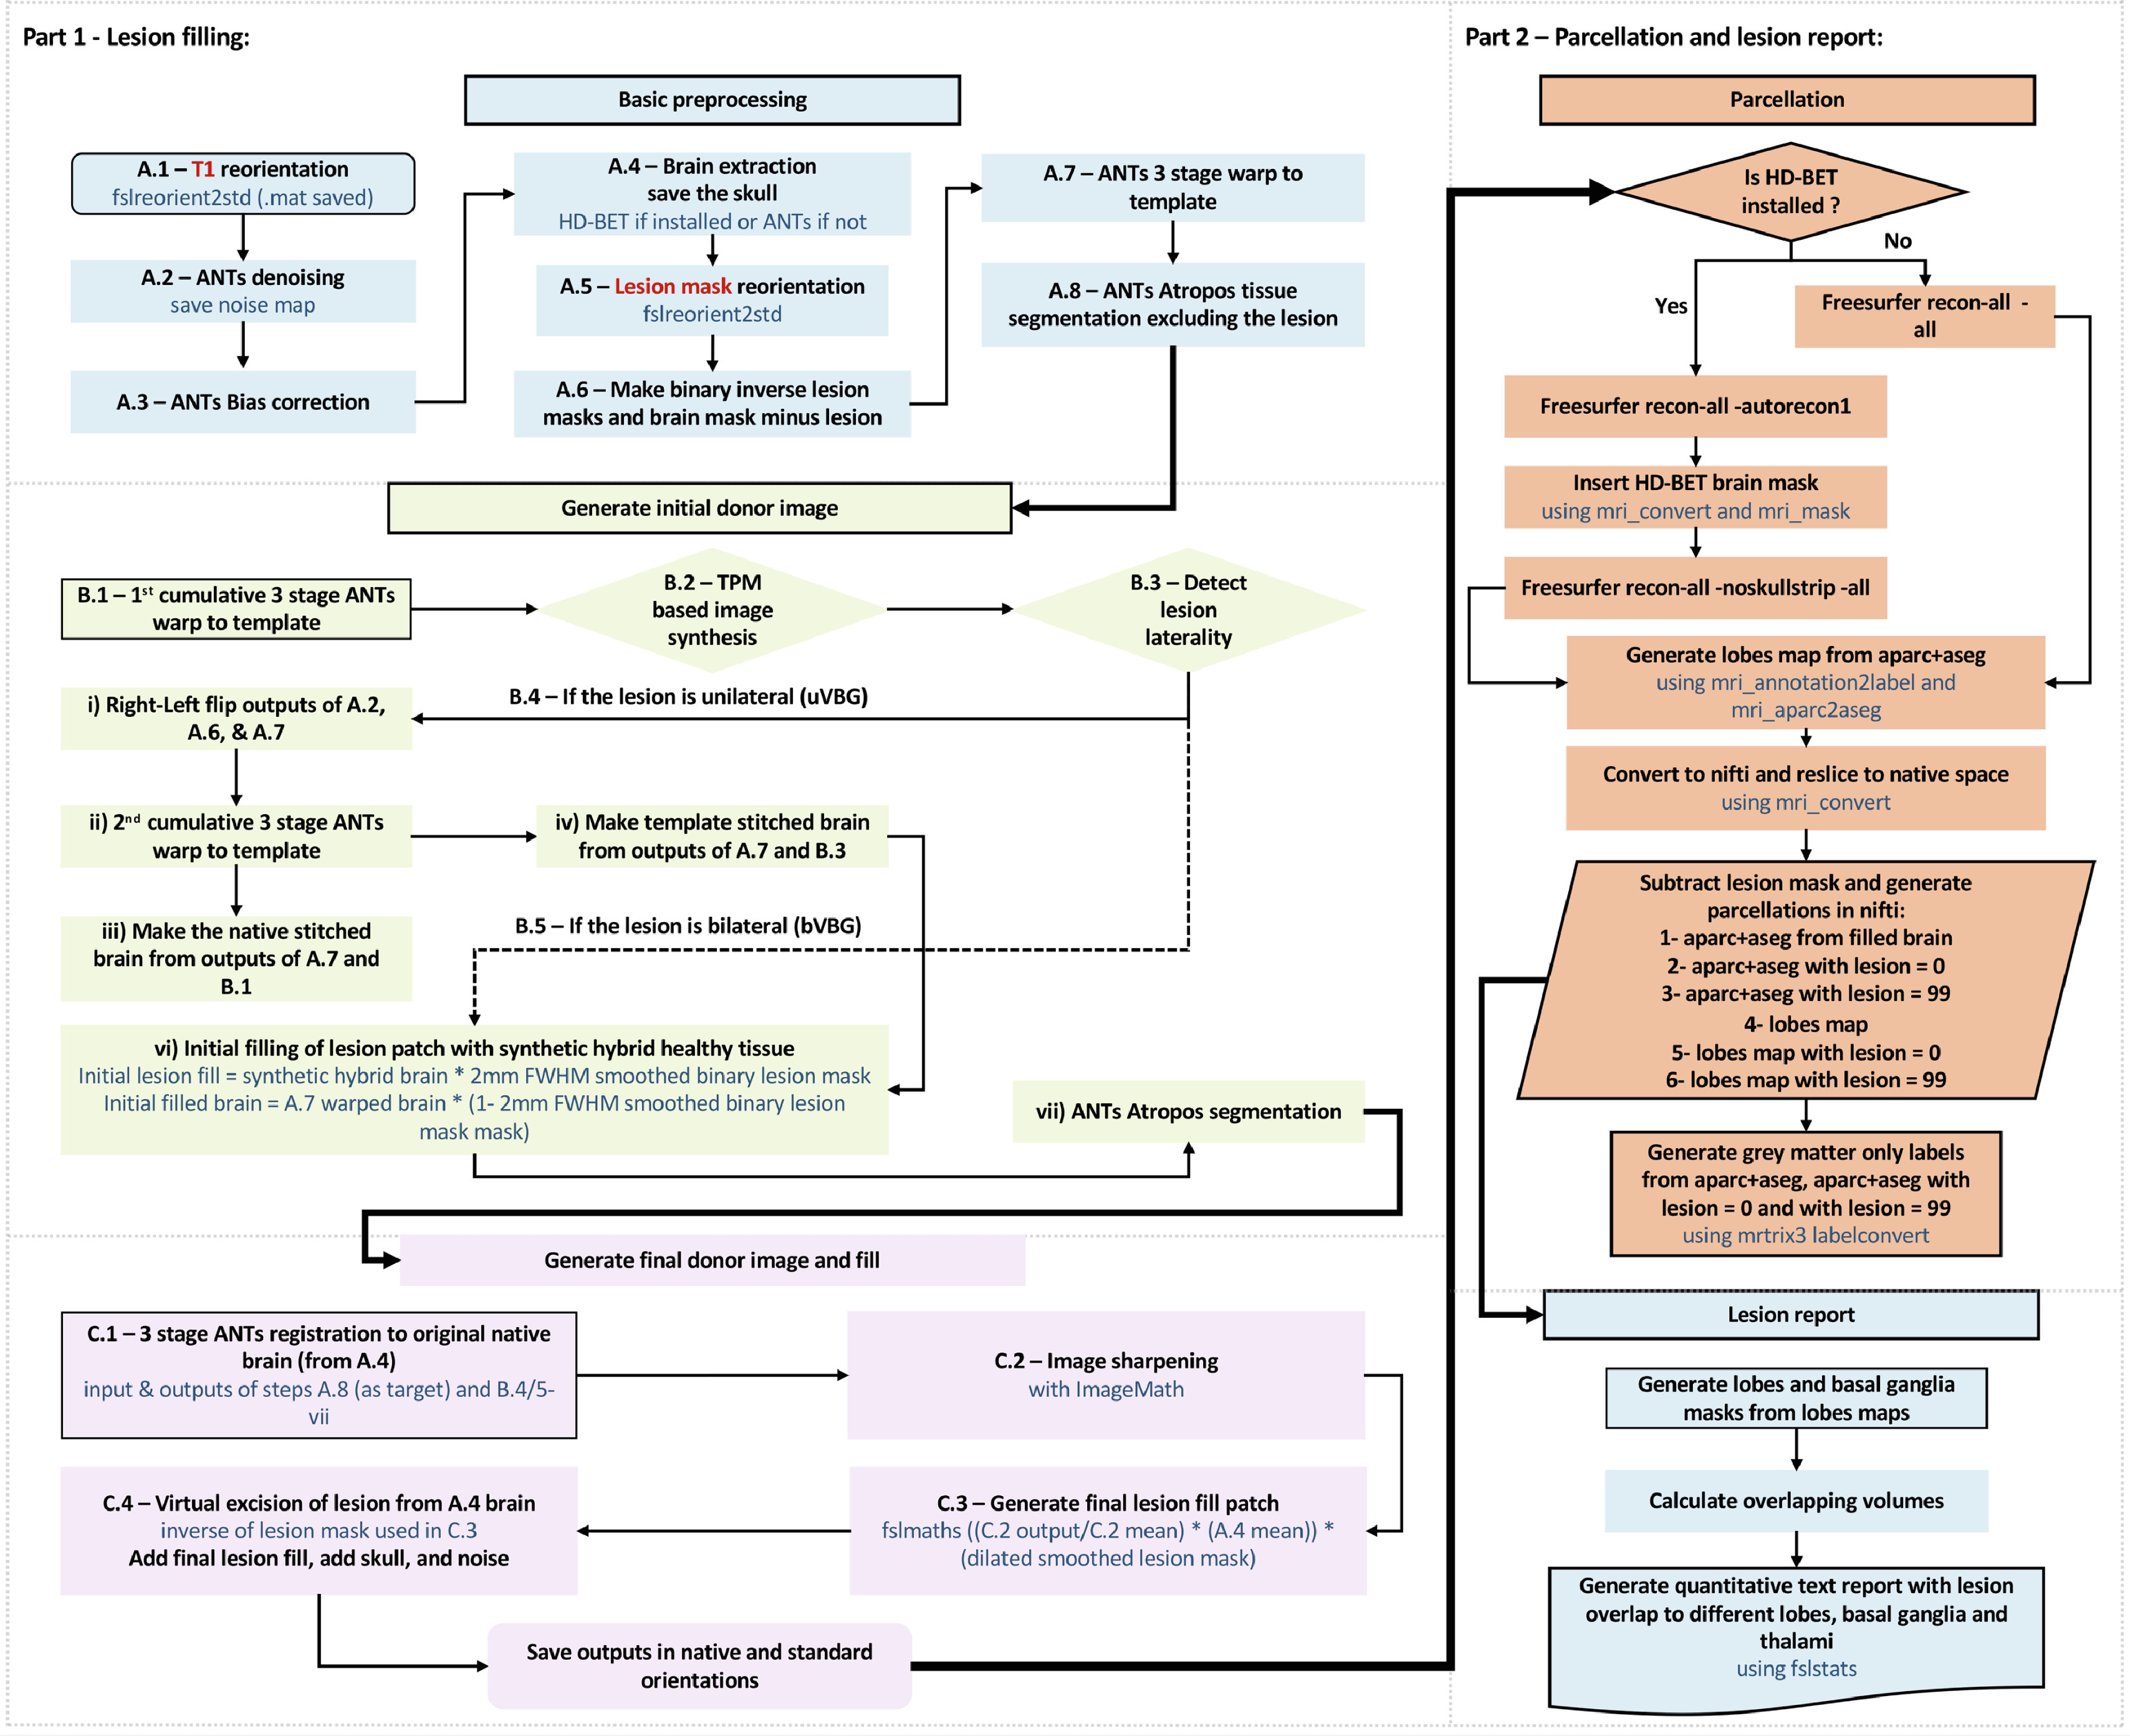 Part 1 - Lesion filling:
Basic preprocessing
A.1 – T1 reorientation
fslreorient2std (.mat saved)
A.2 – ANTs denoising
save noise map
A.3 – ANTs Bias correction
A.4 – Brain extraction
save the skull
HD-BET if installed or ANTs if not
A.5 – Lesion mask reorientation
fslreorient2std
A.6 – Make binary inverse lesion
masks and brain mask minus lesion
A.7 – ANTs 3 stage warp to
template
A.8 – ANTs Atropos tissue
segmentation excluding the lesion
Generate initial donor image
B.1 – 1st cumulative 3 stage ANTs
warp to template
B.2 – TPM
based image
synthesis
B.3 – Detect
lesion
laterality
B.4 – If the lesion is unilateral (uVBG)
i) Right-Left flip outputs of A.2,
A.6, & A.7
ii) 2nd cumulative 3 stage ANTs
warp to template
iii) Make the native stitched
brain from outputs of A.7 and
B.1
iv) Make template stitched brain
from outputs of A.7 and B.3
B.5 – If the lesion is bilateral (bVBG)
vi) Initial filling of lesion patch with synthetic hybrid healthy tissue
Initial lesion fill = synthetic hybrid brain * 2mm FWHM smoothed binary lesion mask
Initial filled brain = A.7 warped brain * (1- 2mm FWHM smoothed binary lesion
mask mask)
vii) ANTs Atropos segmentation
Generate final donor image and fill
C.1 – 3 stage ANTs registration to original native
brain (from A.4)
input & outputs of steps A.8 (as target) and B.4/5-
vii
C.2 – Image sharpening
with ImageMath
C.3 – Generate final lesion fill patch
fslmaths ((C.2 output/C.2 mean) * (A.4 mean)) *
(dilated smoothed lesion mask)
C.4 – Virtual excision of lesion from A.4 brain
inverse of lesion mask used in C.3
Add final lesion fill, add skull, and noise
Save outputs in native and standard
orientations
Part 2 – Parcellation and lesion report:
Parcellation
Is HD-BET
installed ?
No
Yes
Freesurfer recon-all -
all
Freesurfer recon-all -autorecon1
Insert HD-BET brain mask
using mri_convert and mri_mask
Freesurfer recon-all -noskullstrip -all
Generate lobes map from aparc+aseg
using mri_annotation2label and
mri_aparc2aseg
Convert to nifti and reslice to native space
using mri_convert
Subtract lesion mask and generate
parcellations in nifti:
1- aparc+aseg from filled brain
2- aparc+aseg with lesion = 0
3- aparc+aseg with lesion = 99
4- lobes map
5- lobes map with lesion = 0
6- lobes map with lesion = 99
Generate grey matter only labels
from aparc+aseg, aparc+aseg with
lesion = 0 and with lesion = 99
using mrtrix3 labelconvert
Lesion report
Generate lobes and basal ganglia
masks from lobes maps
Calculate overlapping volumes
Generate quantitative text report with lesion
overlap to different lobes, basal ganglia and
thalami
using fslstats